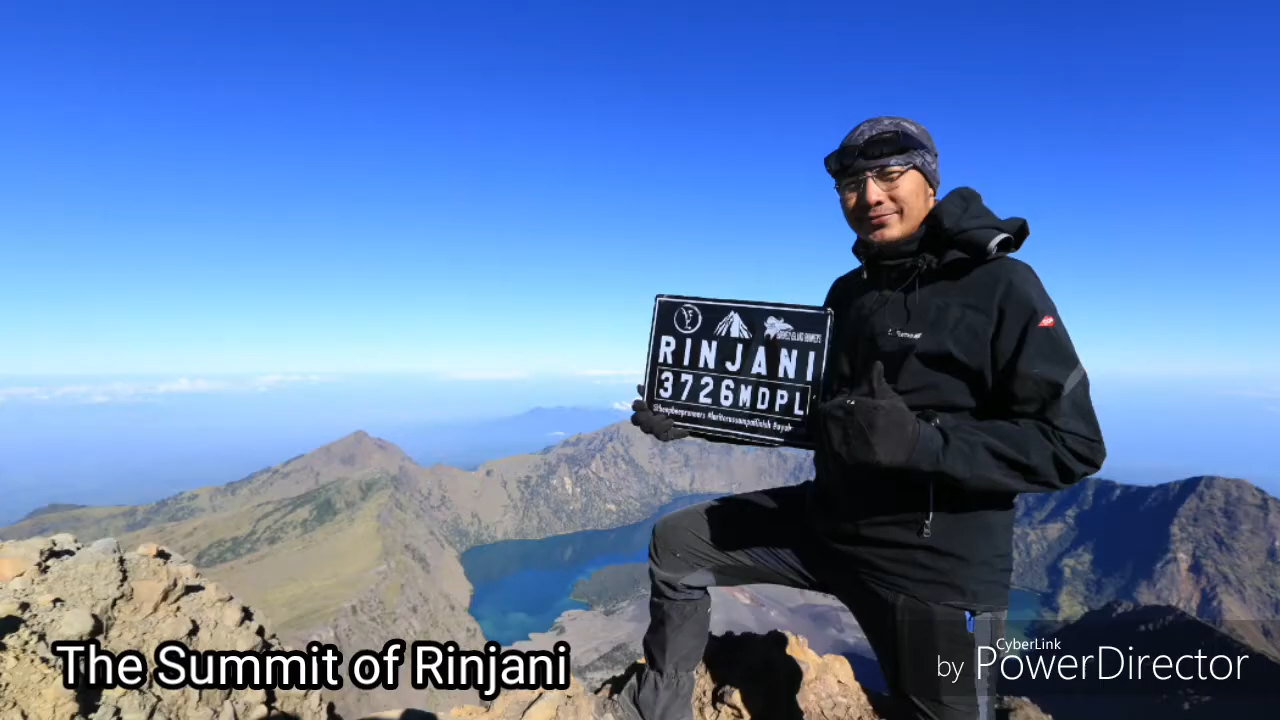 RINJANI
3726MDPL
The Summit of Rinjani
CyberLink
by PowerDirector